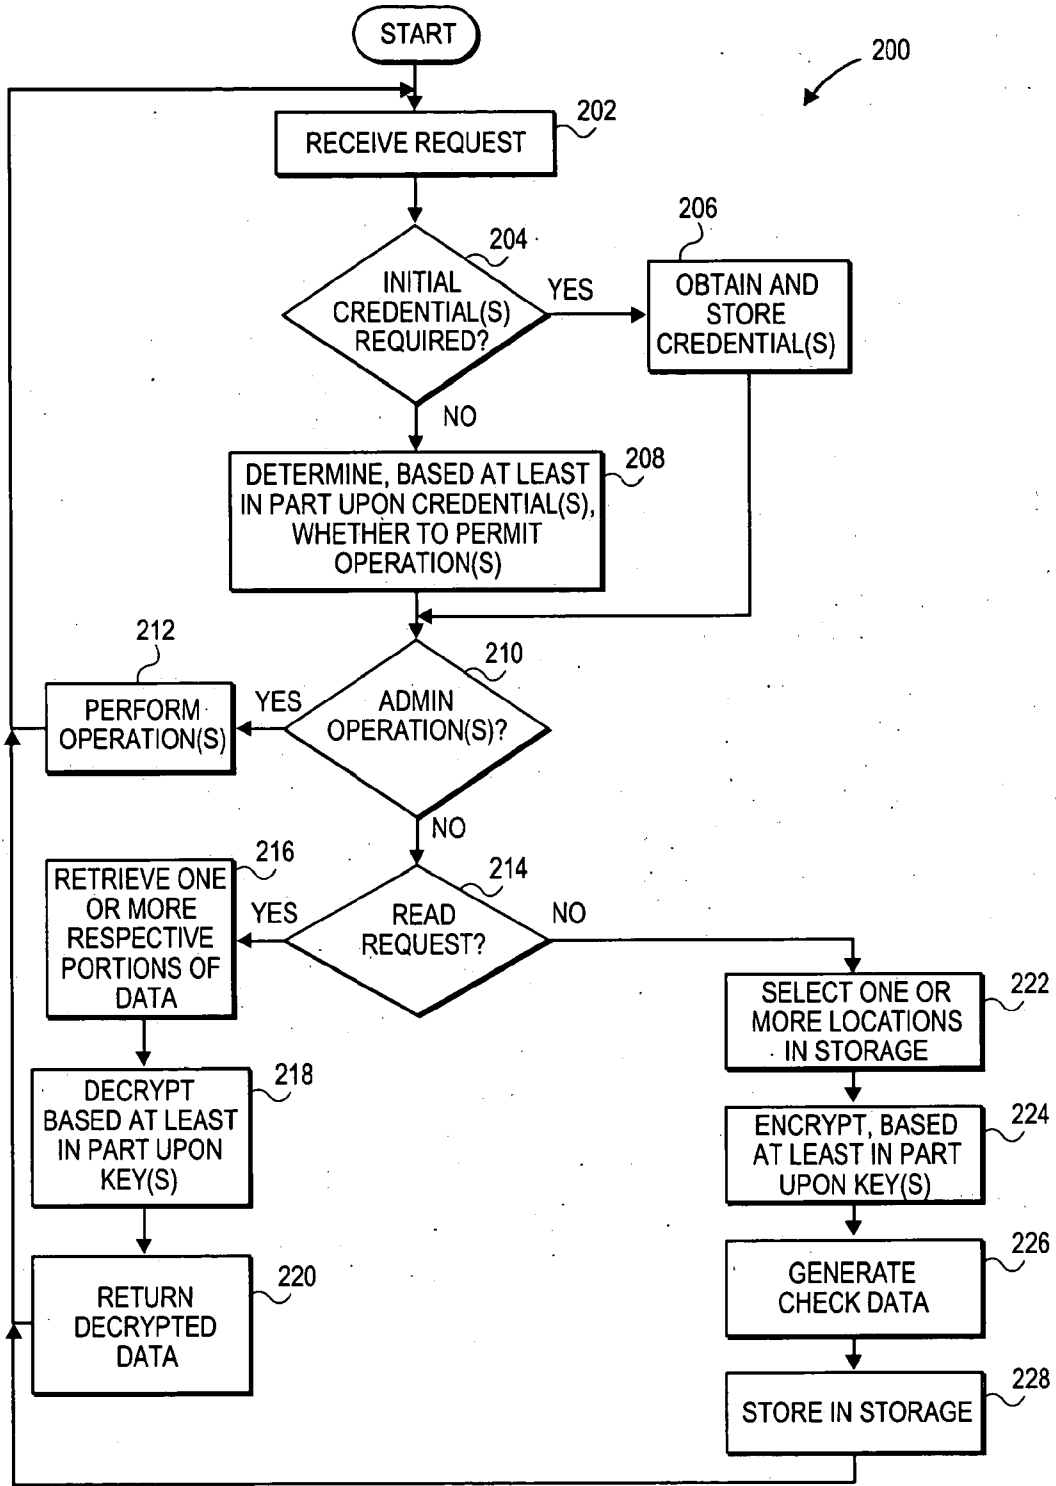 START
200
202
RECEIVE REQUEST
204
206
INITIAL
CREDENTIAL(S)
REQUIRED?
YES
OBTAIN AND
STORE
CREDENTIAL(S)
NO
208
DETERMINE, BASED AT LEAST
IN PART UPON CREDENTIAL(S),
WHETHER TO PERMIT
OPERATION(S)
212
210
PERFORM
OPERATION(S)
YES
ADMIN
OPERATION(S)?
NO
216
214
RETRIEVE ONE
OR MORE
RESPECTIVE
PORTIONS OF
DATA
YES
READ
REQUEST?
NO
222
SELECT ONE OR
MORE LOCATIONS
IN STORAGE
218
DECRYPT
BASED AT LEAST
IN PART UPON
KEY(S)
224
ENCRYPT, BASED
AT LEAST IN PART
UPON KEY(S)
220
RETURN
DECRYPTED
DATA
226
GENERATE
CHECK DATA
228
STORE IN STORAGE